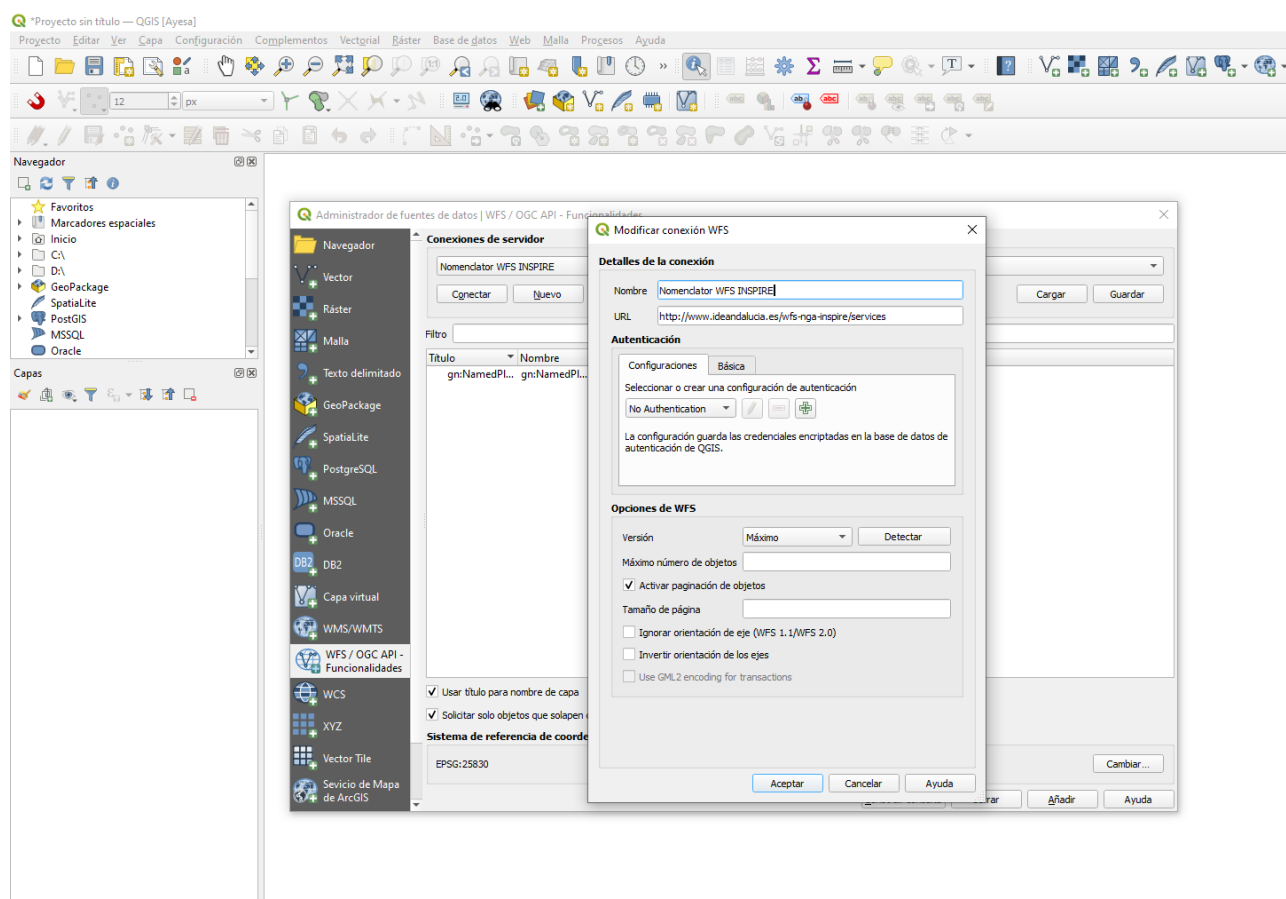 *Proyecto sin título — QGIS [Ayesa]
Proyecto Editar Ver Capa Configuración Complementos Vectorial Ráster Base de datos Web Malla Procesos Ayuda
12 px
Navegador
Favoritos
Marcadores espaciales
Inicio
C:\
D:\
GeoPackage
SpatiaLite
PostGIS
MSSQL
Oracle
Capas
Administrador de fuentes de datos | WFS / OGC API - Funcionalidades
Navegador
Vector
Ráster
Malla
Texto delimitado
GeoPackage
SpatiaLite
PostgreSQL
MSSQL
Oracle
DB2
DB2
Capa virtual
WMS/WMTS
WFS / OGC API -
Funcionalidades
WCS
XYZ
Vector Tile
Sevicio de Mapa
de ArcGIS
Conexiones de servidor
Nomenclator WFS INSPIRE
Conectar Nuevo
Cargar Guardar
Filtro
Título Nombre
gn:NamedPl... gn:NamedPl...
Usar título para nombre de capa
Solicitar solo objetos que solapen
Sistema de referencia de coorde
EPSG:25830
Cambiar...
Añadir Ayuda
Modificar conexión WFS
Detalles de la conexión
Nombre Nomenclator WFS INSPIRE
URL http://www.ideandalucia.es/wfs-nga-inspire/services
Autenticación
Configuraciones Básica
Seleccionar o crear una configuración de autenticación
No Authentication
La configuración guarda las credenciales encriptadas en la base de datos de
autenticación de QGIS.
Opciones de WFS
Versión Máximo Detectar
Máximo número de objetos
Activar paginación de objetos
Tamaño de página
Ignorar orientación de eje (WFS 1.1/WFS 2.0)
Invertir orientación de los ejes
Use GML2 encoding for transactions
Aceptar Cancelar Ayuda